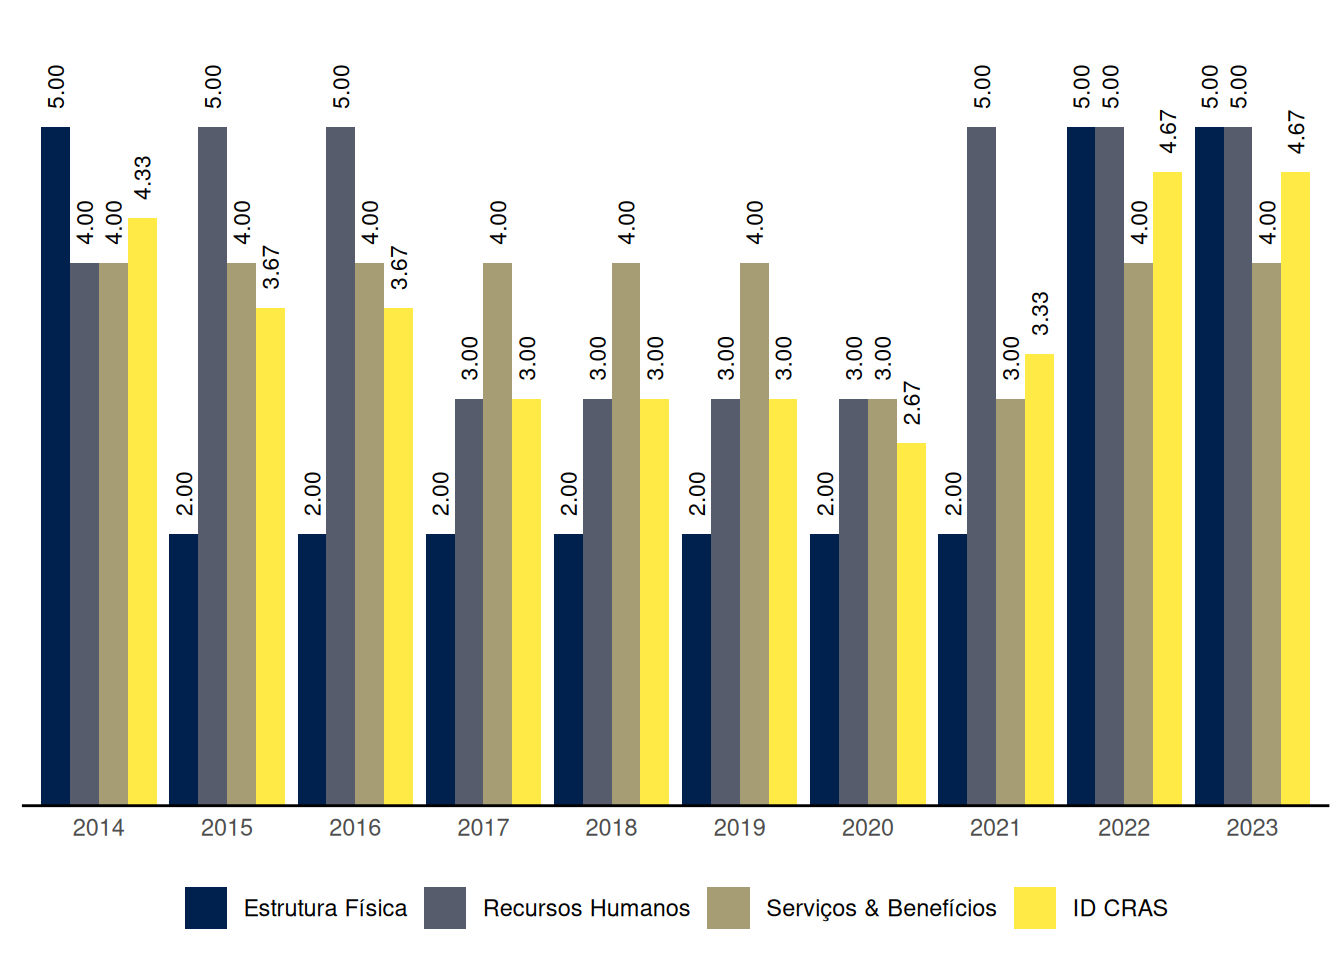 5.00 4.00 4.00 4.33 2.00 5.00 4.00 3.67 2.00 5.00 4.00 3.67 2.00 3.00 4.00 3.00 2.00 3.00 4.00 3.00 2.00 3.00 4.00 3.00 2.00 3.00 3.00 2.67 2.00 5.00 3.00 3.33 5.00 5.00 4.00 4.67 5.00 5.00 4.00 4.67
2014 2015 2016 2017 2018 2019 2020 2021 2022 2023
Estrutura Física Recursos Humanos Serviços & Benefícios ID CRAS